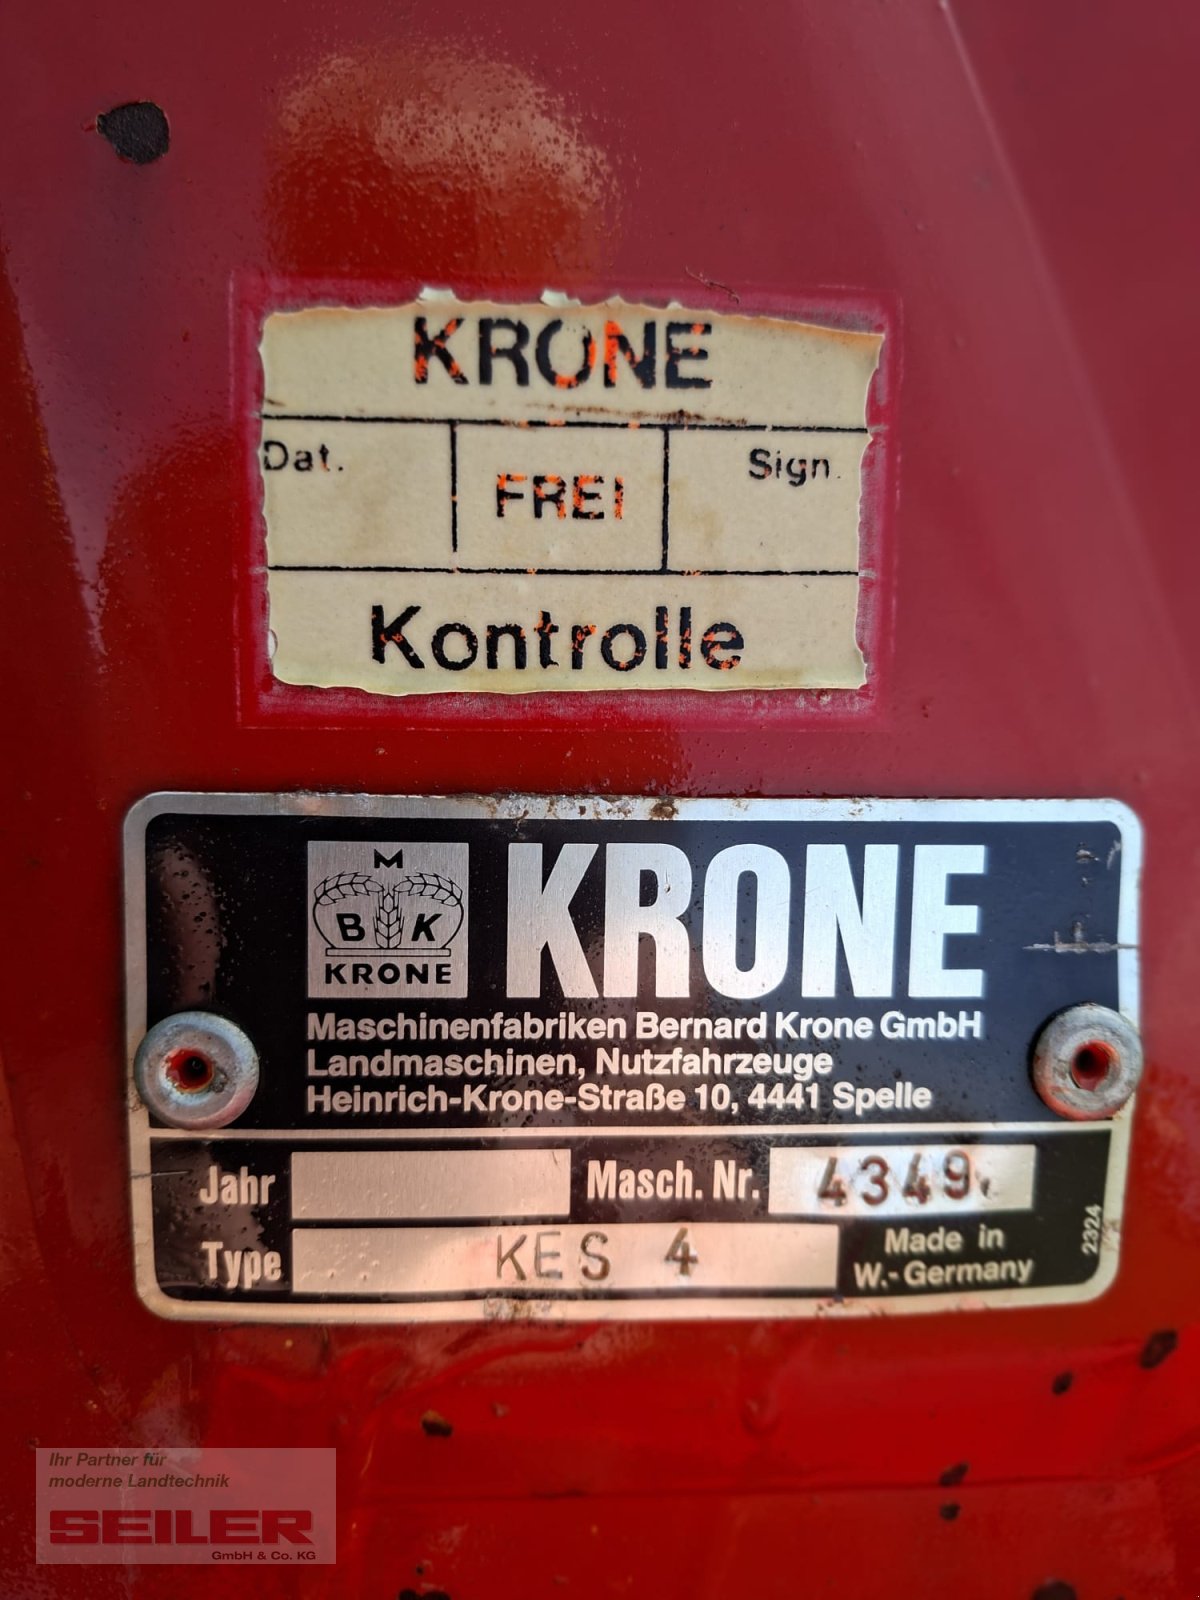 KRONE
Dat. FREI Sign.
Kontrolle
M
B K
KRONE
KRONE
Maschinenfabriken Bernard Krone GmbH
Landmaschinen, Nutzfahrzeuge
Heinrich-Krone-Straße 10, 4441 Spelle
Jahr Masch. Nr. 4349
Type KES 4 Made in
W.-Germany
2324
Ihr Partner für
moderne Landtechnik
SEILER
GmbH & Co. KG